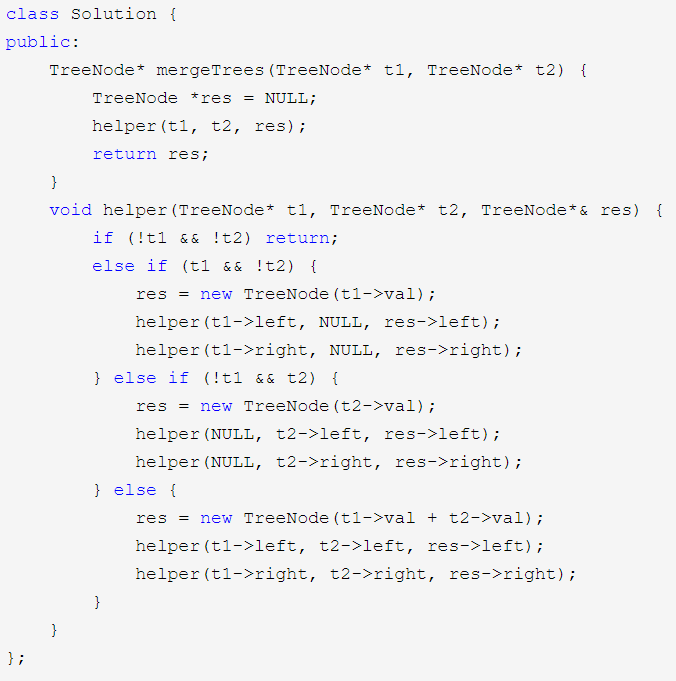 class Solution {
public:
    TreeNode* mergeTrees(TreeNode* t1, TreeNode* t2) {
        TreeNode *res = NULL;
        helper(t1, t2, res);
        return res;
    }
    void helper(TreeNode* t1, TreeNode* t2, TreeNode*& res) {
        if (!t1 && !t2) return;
        else if (t1 && !t2) {
            res = new TreeNode(t1->val);
            helper(t1->left, NULL, res->left);
            helper(t1->right, NULL, res->right);
        } else if (!t1 && t2) {
            res = new TreeNode(t2->val);
            helper(NULL, t2->left, res->left);
            helper(NULL, t2->right, res->right);
        } else {
            res = new TreeNode(t1->val + t2->val);
            helper(t1->left, t2->left, res->left);
            helper(t1->right, t2->right, res->right);
        }
    }
};